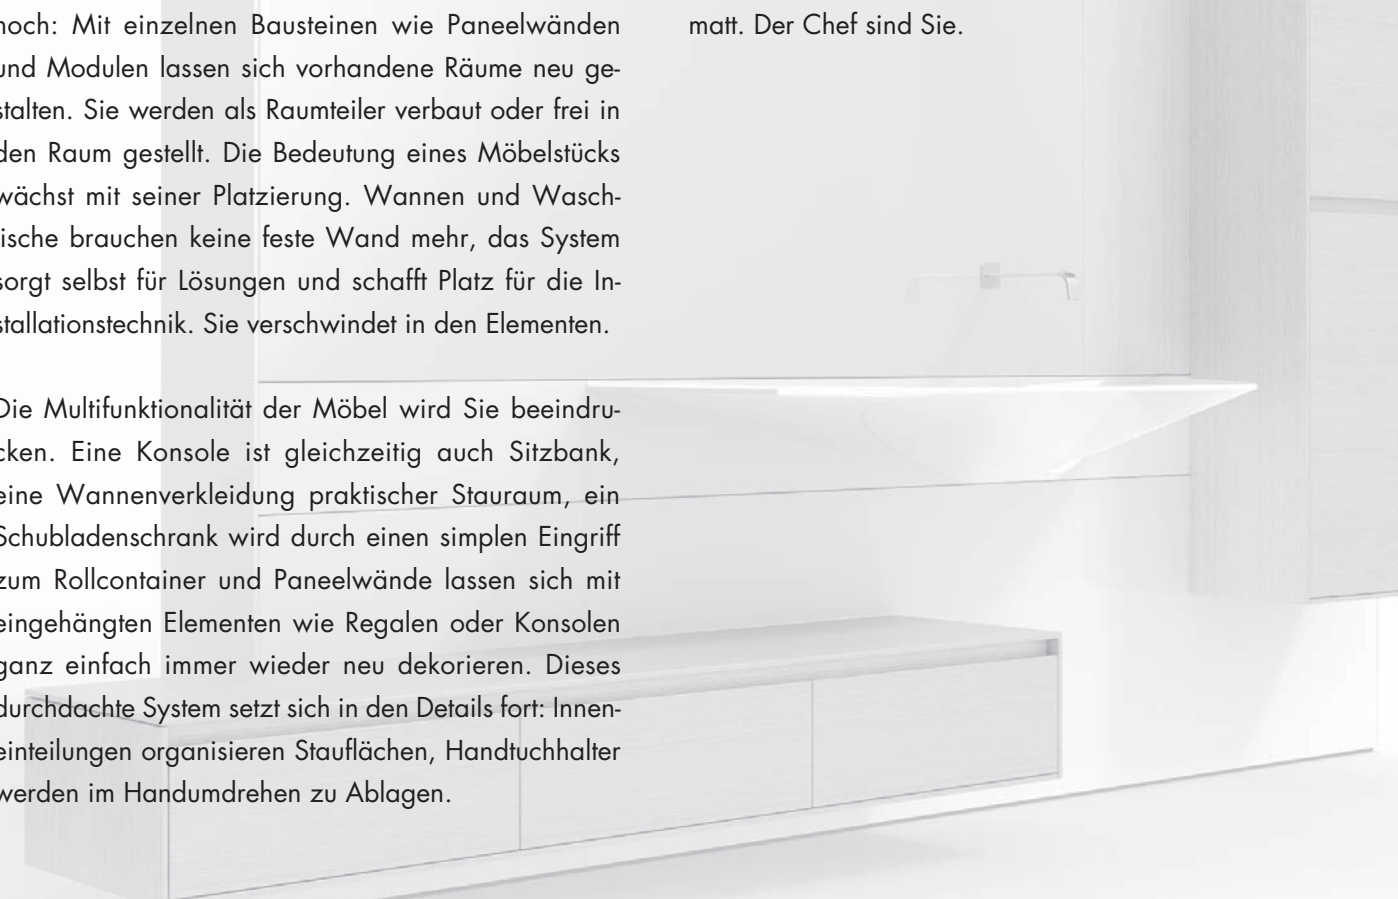 noch: Mit einzelnen Bausteinen wie Paneelwänden
und Modulen lassen sich vorhandene Räume neu ge-
stalten. Sie werden als Raumteiler verbaut oder frei in
den Raum gestellt. Die Bedeutung eines Möbelstücks
wächst mit seiner Platzierung. Wannen und Wasch-
tische brauchen keine feste Wand mehr, das System
sorgt selbst für Lösungen und schafft Platz für die In-
stallationstechnik. Sie verschwindet in den Elementen.
Die Multifunktionalität der Möbel wird Sie beeindru-
cken. Eine Konsole ist gleichzeitig auch Sitzbank,
eine Wannenverkleidung praktischer Stauraum, ein
Schubladenschrank wird durch einen simplen Eingriff
zum Rollcontainer und Paneelwände lassen sich mit
eingehängten Elementen wie Regalen oder Konsolen
ganz einfach immer wieder neu dekorieren. Dieses
durchdachte System setzt sich in den Details fort: Innen-
einteilungen organisieren Stauflächen, Handtuchhalter
werden im Handumdrehen zu Ablagen.
matt. Der Chef sind Sie.